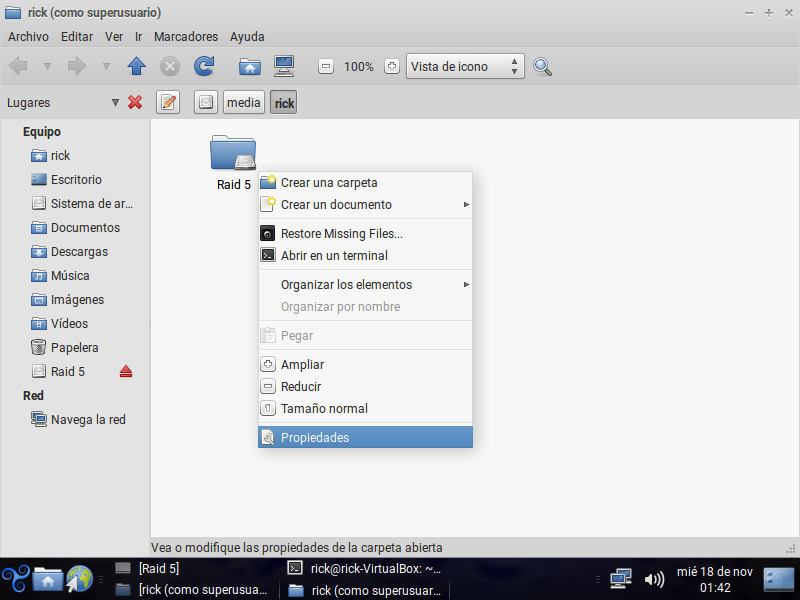 rick (como superusuario)
Archivo Editar Ver Ir Marcadores Ayuda
100% Vista de icono
Lugares media rick
Equipo
rick
Escritorio
Sistema de ar...
Documentos
Descargas
Música
Imágenes
Vídeos
Papelera
Raid 5
Red
Navega la red
Raid 5
Crear una carpeta
Crear un documento
Restore Missing Files...
Abrir en un terminal
Organizar los elementos
Organizar por nombre
Pegar
Ampliar
Reducir
Tamaño normal
Propiedades
Vea o modifique las propiedades de la carpeta abierta
[Raid 5]
[rick (como superusua...
rick@rick-VirtualBox: ~...
rick (como superusuar...
mié 18 de nov
01:42